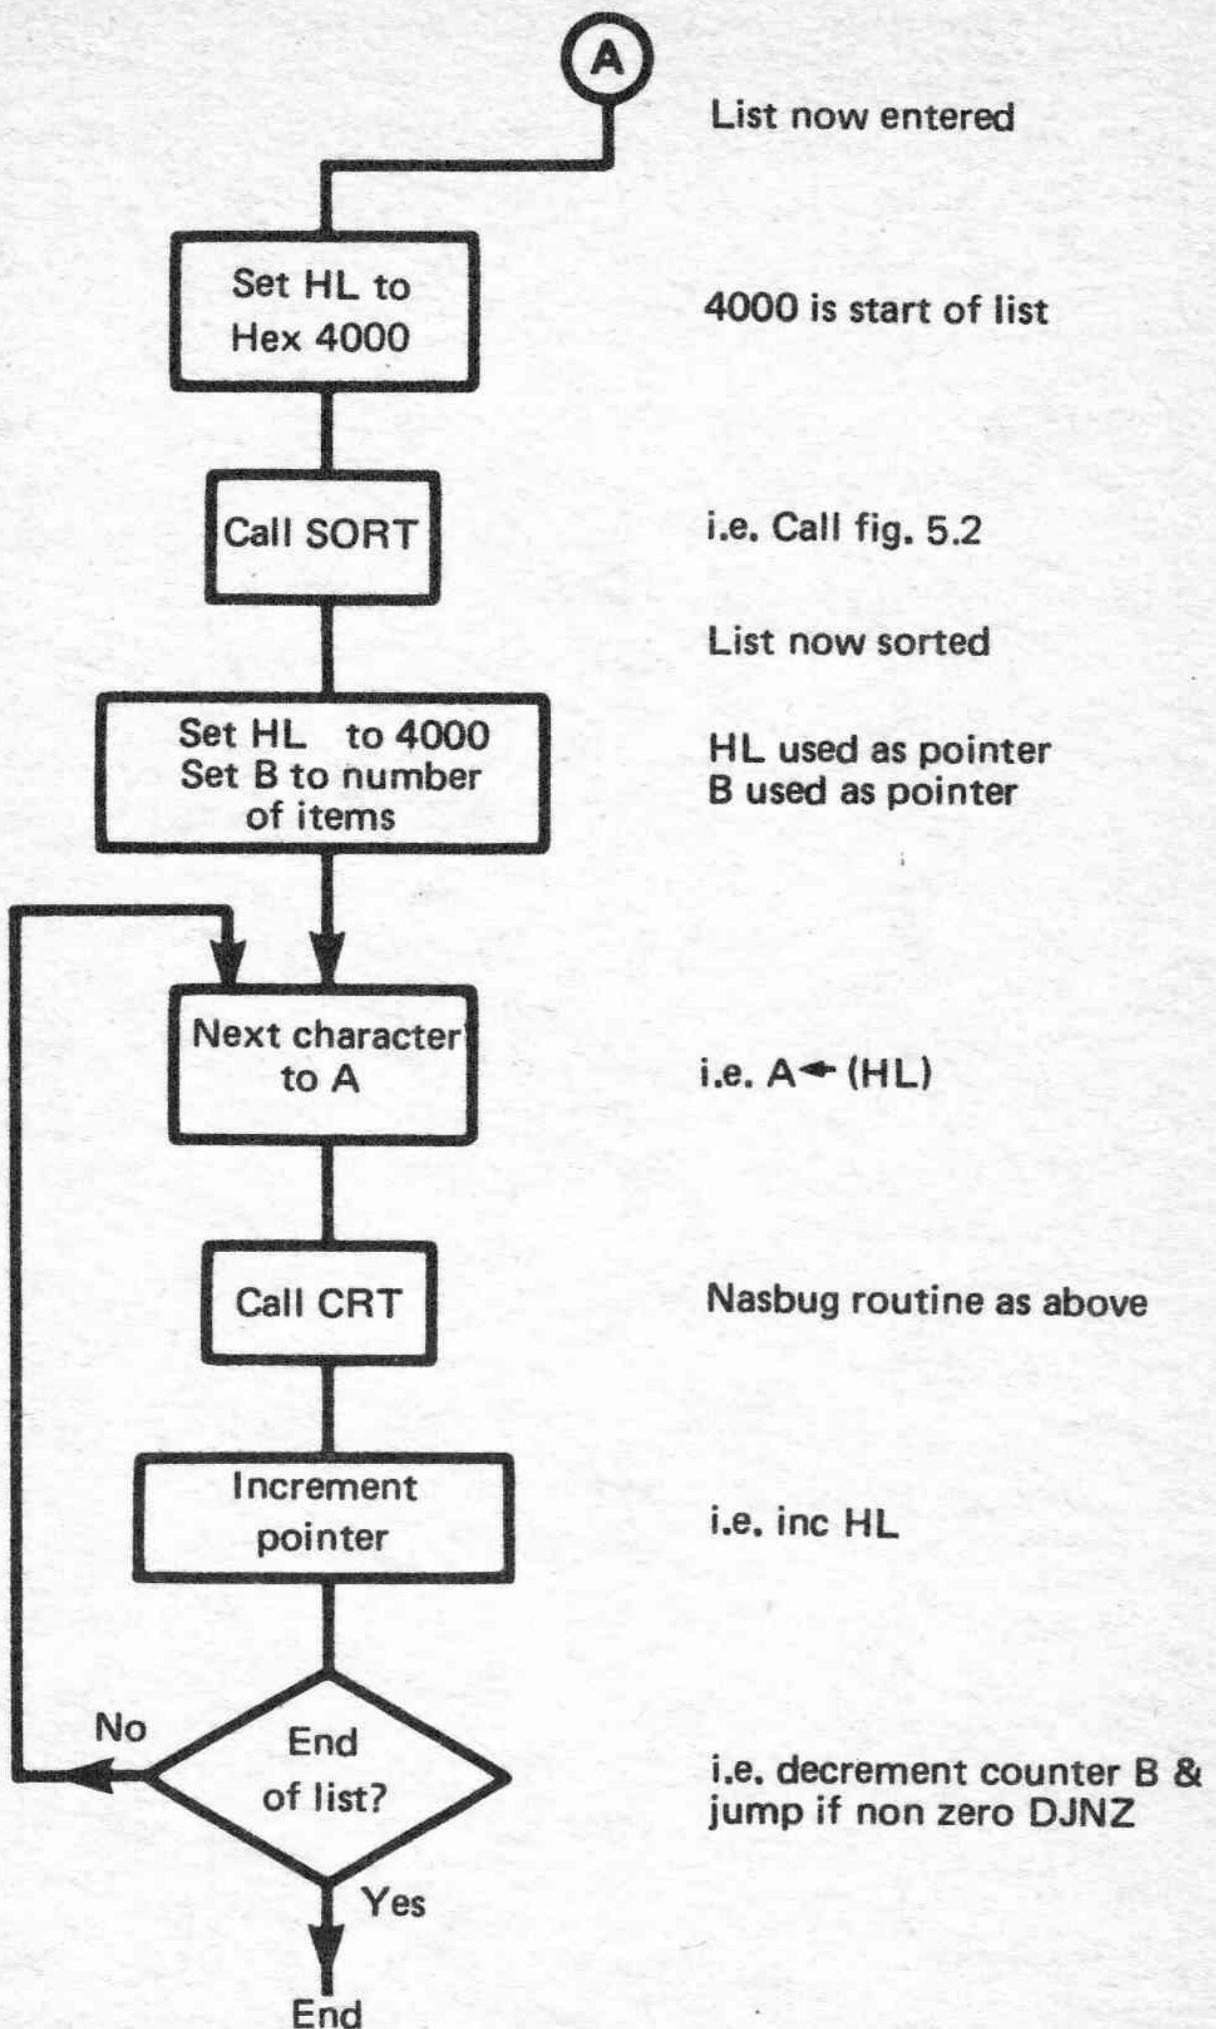 A
List now entered
Set HL to
Hex 4000
4000 is start of list
Call SORT
i.e. Call fig. 5.2
List now sorted
Set HL to 4000
Set B to number
of items
HL used as pointer
B used as pointer
Next character
to A
i.e. A← (HL)
Call CRT
Nasbug routine as above
Increment
pointer
i.e. inc HL
No
End
of list?
i.e. decrement counter B &
jump if non zero DJNZ
Yes
End